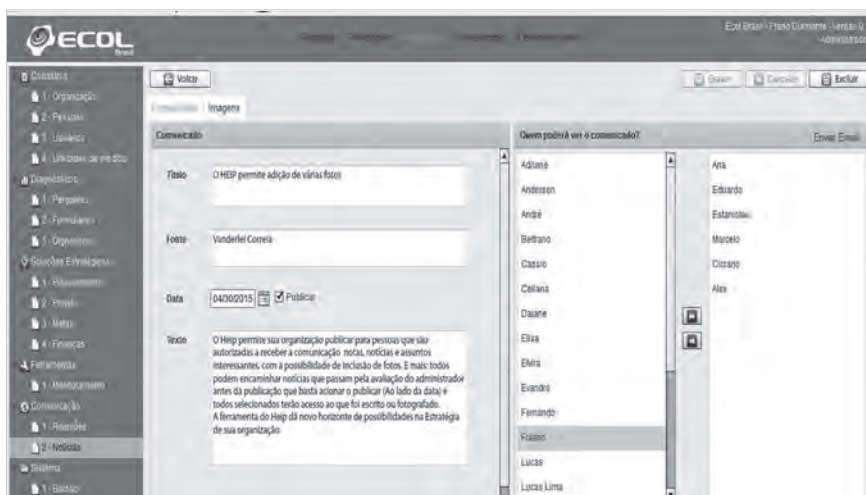 ECOL
Brasil
Ecol Brasil - Plano Diamante - Versão
Administrador
Cadastros
1 - Organização
2 - Pessoas
3 - Usuários
4 - Unidades de medida
Diagnósticos
1 - Perguntas
2 - Formulários
3 - Diagnóstico
Soluções Estratégicas
1 - Planejamento
2 - Projeto
3 - Metas
4 - Finanças
Ferramentas
1 - Monitoramento
Comunicação
1 - Reuniões
2 - Notícias
Sistema
1 - Backup
Voltar
Gravar
Cancelar
Excluir
Comunicado
Imagens
Comunicado
Título
O HElP permite adição de várias fotos
Fonte
Vanderlei Correia
Data
04/30/2015
Publicar
Texto
O Help permite sua organização publicar para pessoas que são
autorizadas a receber a comunicação notas, notícias e assuntos
interessantes, com a possibilidade de inclusão de fotos. E mais: todos
podem encaminhar notícias que passam pela avaliação do administrador
antes da publicação que basta acionar o publicar (Ao lado da data) e
todos selecionados terão acesso ao que foi escrito ou fotografado.
A ferramenta do Help dá novo horizonte de possibilidades na Estratégia
de sua organização
Quem poderá ver o comunicado?
Enviar Email
Adriane
Anderson
André
Beltrano
Cassio
Celiana
Daiane
Elisa
Elvira
Evandro
Fernando
Fulano
Lucas
Lucas Lima
Ana
Eduardo
Estanislau
Marcelo
Cicrano
Alex